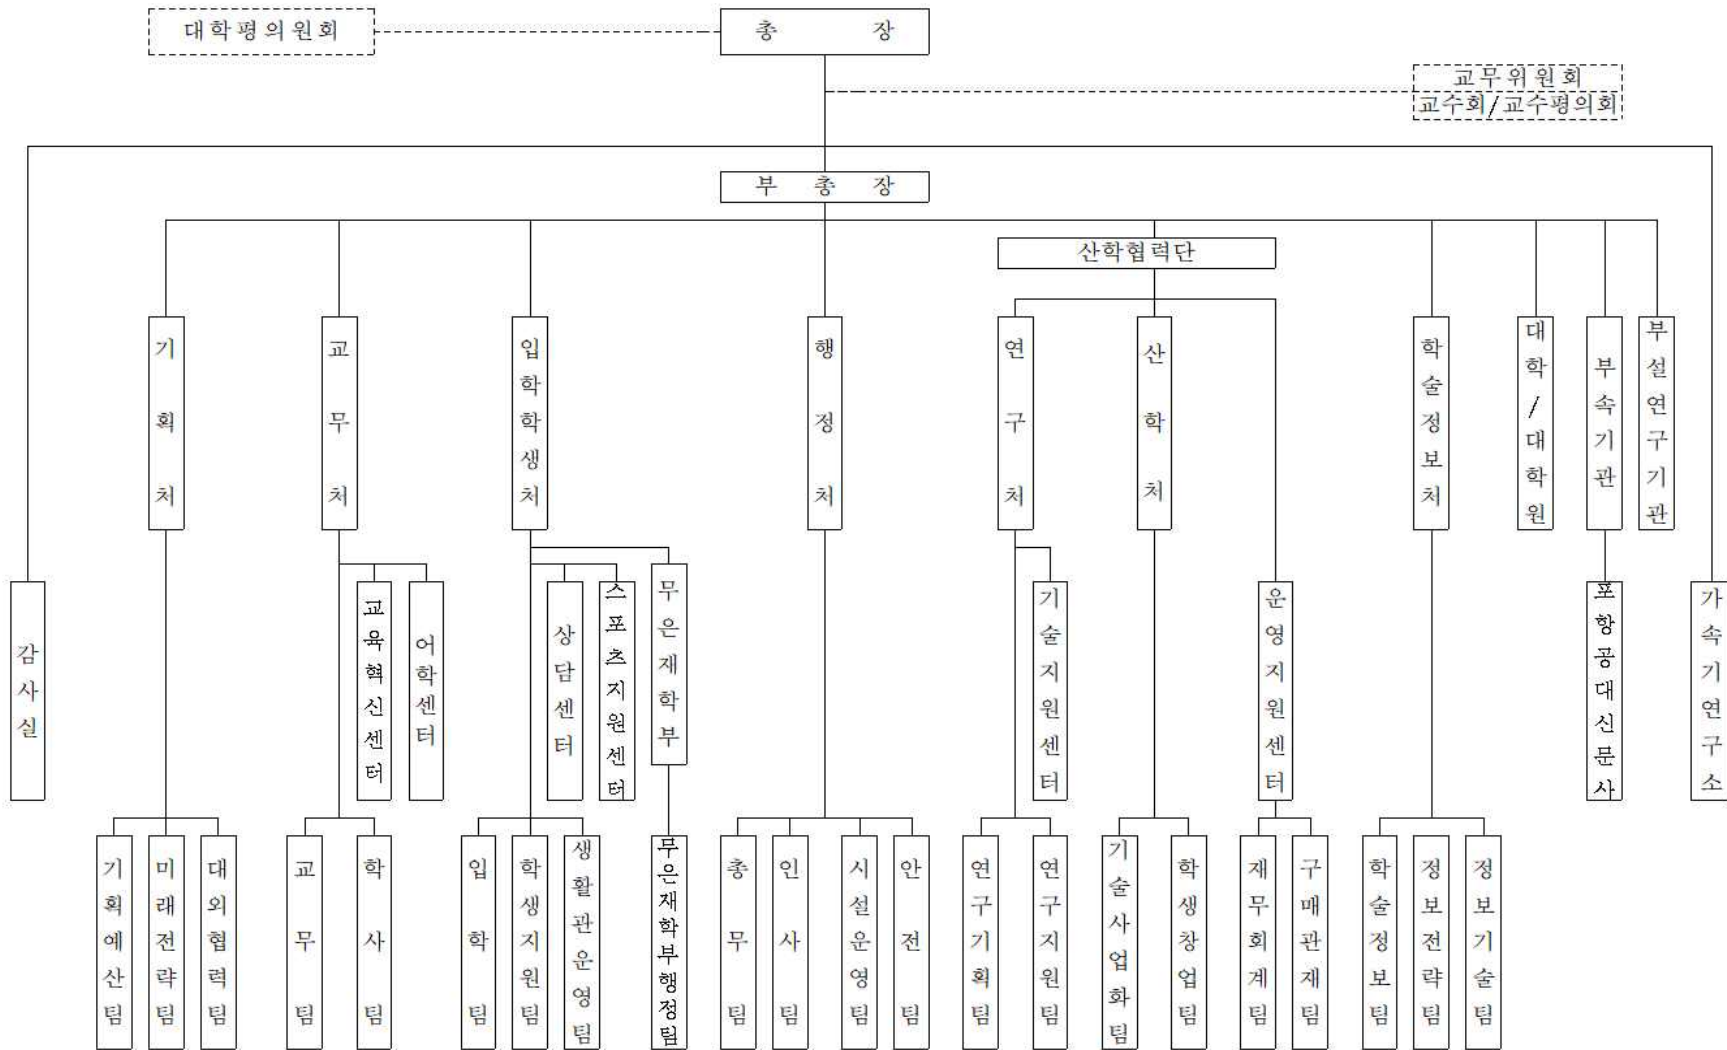 대학평의원회
총 장
교무위원회
교수회/교수평의회
부 총 장
산학협력단
기획처
교무처
입학학생처
행정처
연구처
산학처
학술정보처
대학/대학원
부속기관
부설연구기관
감사실
교육혁신센터
어학센터
상담센터
스포츠지원센터
무은재학부
기술지원센터
운영지원센터
포항공대신문사
가속기연구소
기획예산팀
미래전략팀
대외협력팀
교무팀
학사팀
입학팀
학생지원팀
생활관운영팀
무은재학부행정팀
총무팀
인사팀
시설운영팀
안전팀
연구기획팀
연구지원팀
기술사업화팀
학생창업팀
재무회계팀
구매관재팀
학술정보팀
정보전략팀
정보기술팀